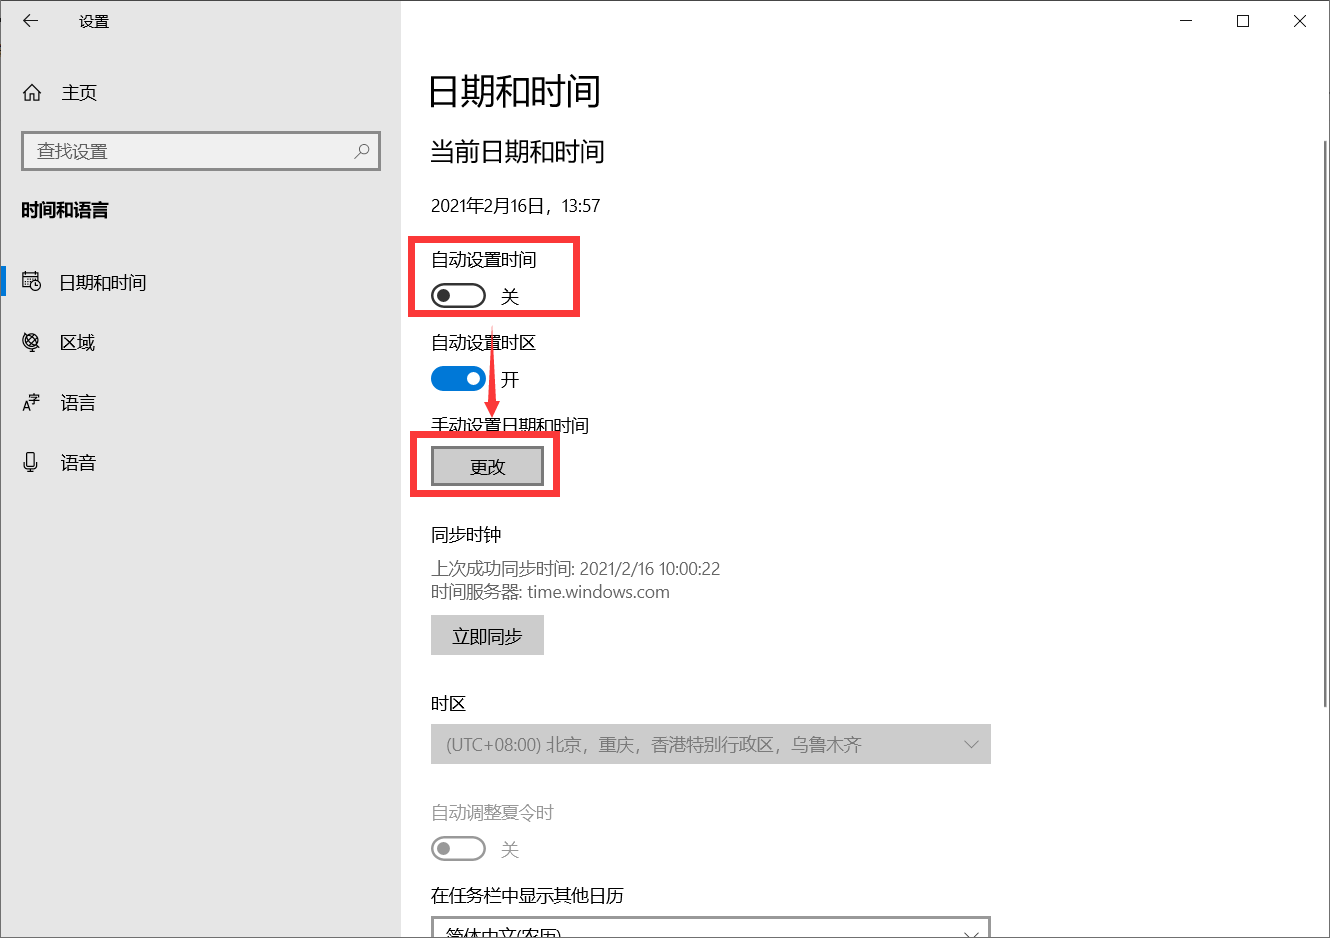 设置
主页
查找设置
时间和语言
日期和时间
区域
语言
语音
日期和时间
当前日期和时间
2021年2月16日，13:57
自动设置时间
关
自动设置时区
开
手动设置日期和时间
更改
同步时钟
上次成功同步时间: 2021/2/16 10:00:22
时间服务器: time.windows.com
立即同步
时区
(UTC+08:00) 北京，重庆，香港特别行政区，乌鲁木齐
自动调整夏令时
关
在任务栏中显示其他日历
简体中文(农历)